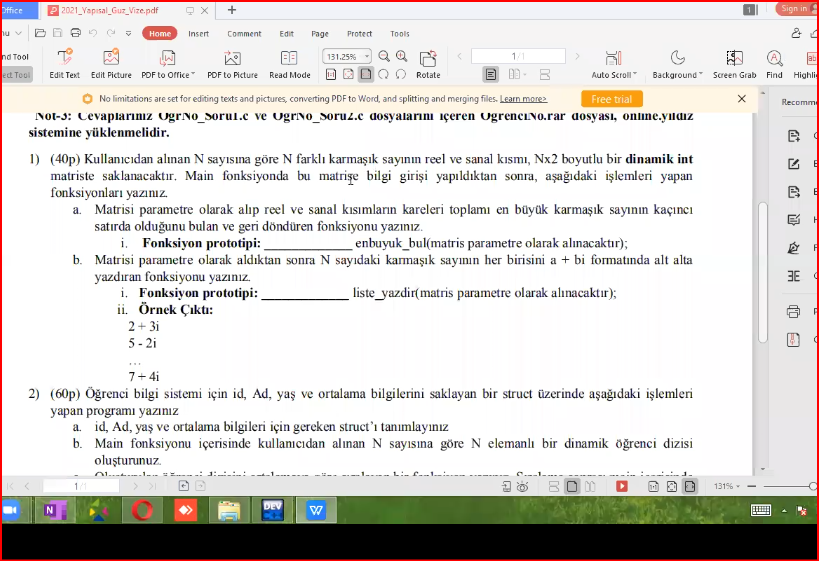 Office
2021_Yapısal_Guz_Vize.pdf
+
1
Sign in
nu
Home
Insert
Comment
Edit
Page
Protect
Tools
nd Tool
ect Tool
Edit Text
Edit Picture
PDF to Office
PDF to Picture
Read Mode
131.25%
Rotate
1/1
Auto Scroll
Background
Screen Grab
Find
Highli
No limitations are set for editing texts and pictures, converting PDF to Word, and splitting and merging files. Learn more>
Free trial
Recomme
Not-3: Cevaplarınız OgrNo_Soru1.c ve OgrNo_Soru2.c dosyalarını içeren OgrenciNo.rar dosyası, online.yildiz
sistemine yüklenmelidir.
1) (40p) Kullanıcıdan alınan N sayısına göre N farklı karmaşık sayının reel ve sanal kısmı, Nx2 boyutlu bir dinamik int
matriste saklanacaktır. Main fonksiyonda bu matrise bilgi girişi yapıldıktan sonra, aşağıdaki işlemleri yapan
fonksiyonları yazınız.
a. Matrisi parametre olarak alıp reel ve sanal kısımların kareleri toplamı en büyük karmaşık sayının kaçıncı
satırda olduğunu bulan ve geri döndüren fonksiyonu yazınız.
i. Fonksiyon prototipi: _____________ enbuyuk_bul(matris parametre olarak alınacaktır);
b. Matrisi parametre olarak aldıktan sonra N sayıdaki karmaşık sayının her birisini a + bi formatında alt alta
yazdıran fonksiyonu yazınız.
i. Fonksiyon prototipi: _____________ liste_yazdir(matris parametre olarak alınacaktır);
ii. Örnek Çıktı:
2 + 3i
5 - 2i
...
7 + 4i
2) (60p) Öğrenci bilgi sistemi için id, Ad, yaş ve ortalama bilgilerini saklayan bir struct üzerinde aşağıdaki işlemleri
yapan programı yazınız
a. id, Ad, yaş ve ortalama bilgileri için gereken struct'ı tanımlayınız
b. Main fonksiyonu içerisinde kullanıcıdan alınan N sayısına göre N elemanlı bir dinamik öğrenci dizisi
oluşturunuz.
1/1
131%
N
DEV
W